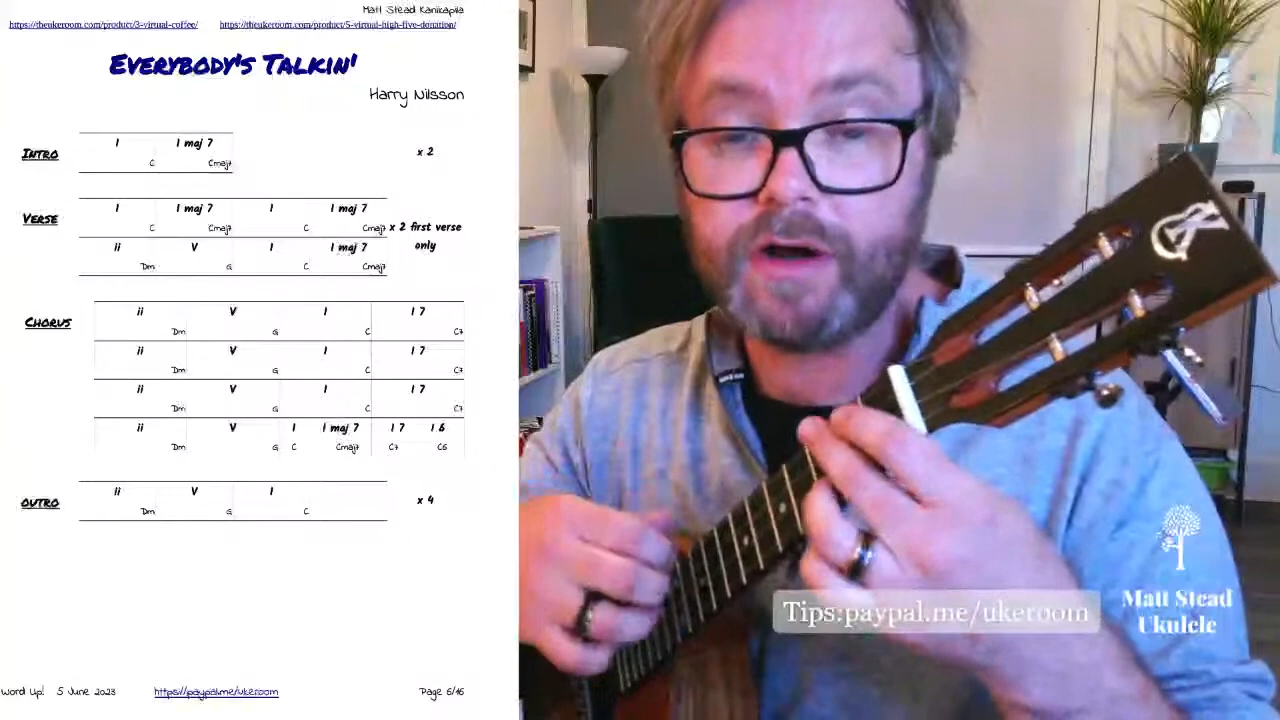 Matt Stead Kanikapila
https://theukeroom.com/product/3-virtual-coffee/ https://theukeroom.com/product/5-virtual-high-five-donation/
Everybody's Talkin'
Harry Nilsson
Intro I I maj 7 x 2
C Cmaj7
Verse I I maj 7 I I maj 7
C Cmaj7 C Cmaj7 x 2 first verse
ii V I I maj 7 only
Dm G C Cmaj7
Chorus ii V I I 7
Dm G C C7
ii V I I 7
Dm G C C7
ii V I I 7
Dm G C C7
ii V I I maj 7 I 7 I 6
Dm G C Cmaj7 C7 C6
Outro ii V I x 4
Dm G C
Tips:paypal.me/ukeroom
Matt Stead
Ukulele
Word Up! 5 June 2023 https://paypal.me/ukeroom Page 6/16